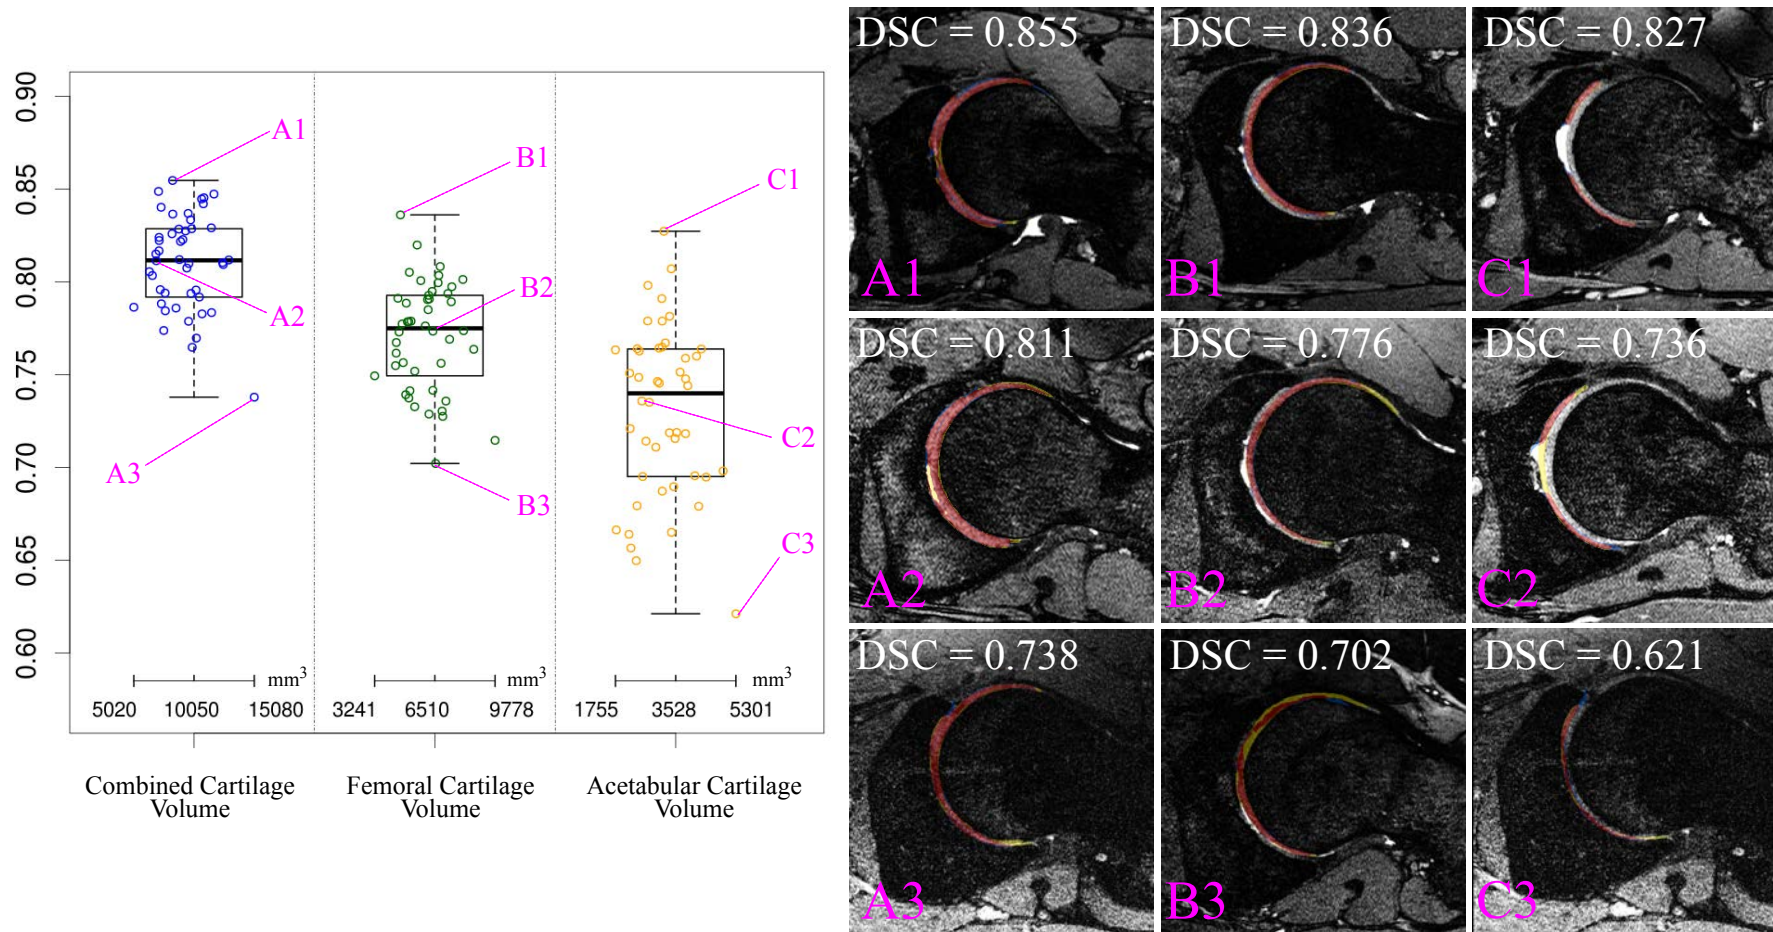 0.90
0.85
0.80
0.75
0.70
0.65
0.60
A1
A2
A3
B1
B2
B3
C1
C2
C3
mm³
5020 10050 15080
mm³
3241 6510 9778
mm³
1755 3528 5301
Combined Cartilage
Volume
Femoral Cartilage
Volume
Acetabular Cartilage
Volume
DSC = 0.855
A1
DSC = 0.836
B1
DSC = 0.827
C1
DSC = 0.811
A2
DSC = 0.776
B2
DSC = 0.736
C2
DSC = 0.738
A3
DSC = 0.702
B3
DSC = 0.621
C3